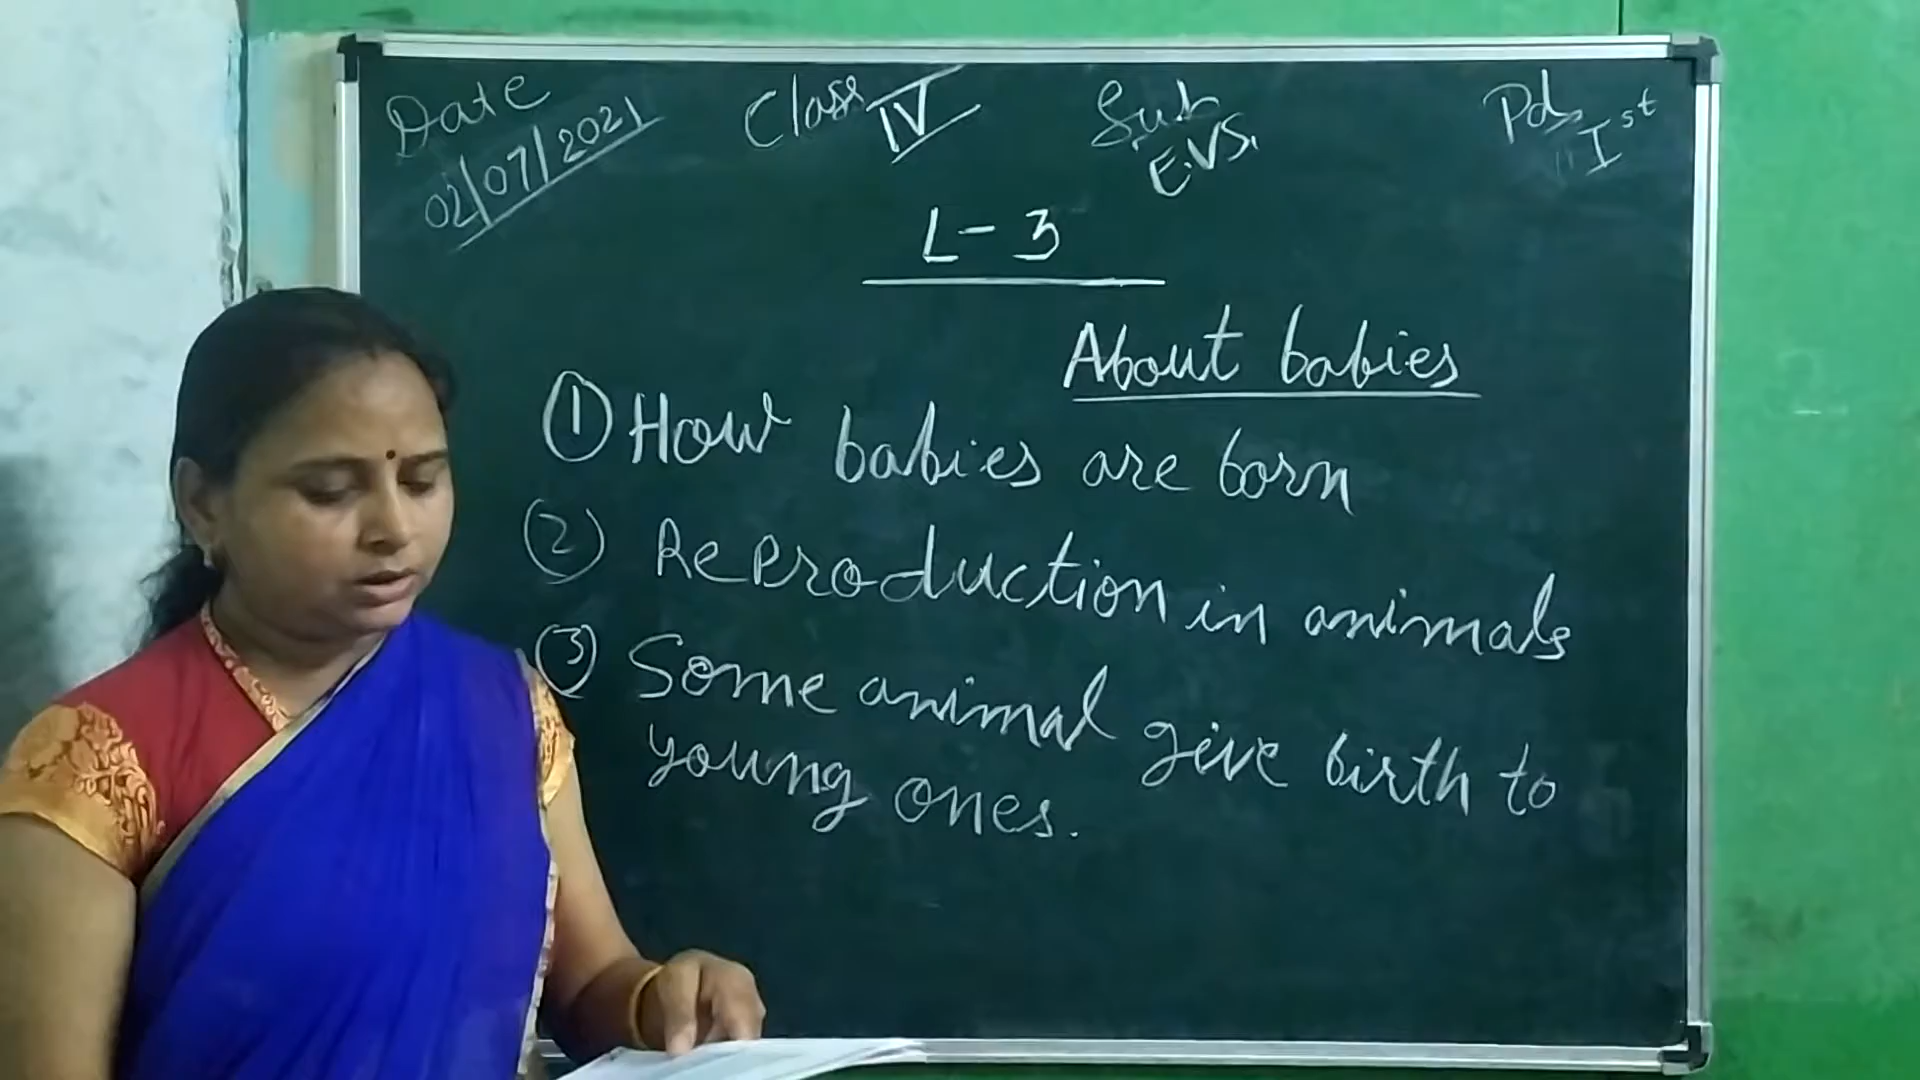 Date Class IV Sub Pd. Ist
02/07/2021 E.VS.
L-3
About babies
① How babies are born
② Reproduction in animals
③ Some animal give birth to
young ones.